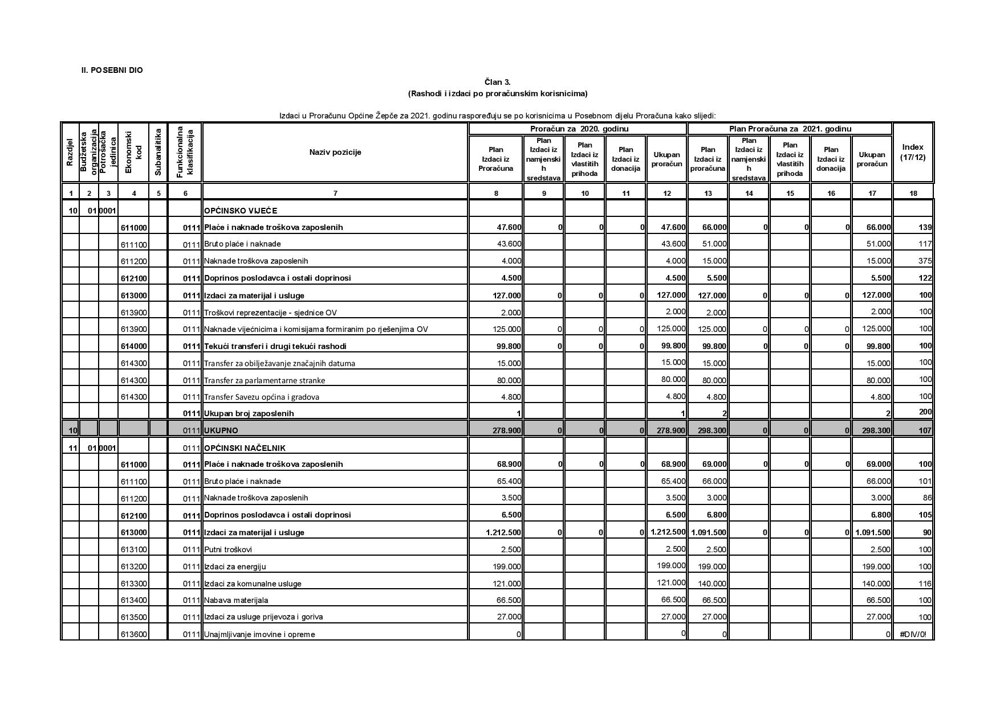 II. POSEBNI DIO
Član 3.
(Rashodi i izdaci po proračunskim korisnicima)
Izdaci u Proračunu Općine Žepče za 2021. godinu raspoređuju se po korisnicima u Posebnom dijelu Proračuna kako slijedi:
Razdjel
Budžetska organizacija
Potrošačka jedinica
Ekonomski kod
Subanalitika
Funkcionalna klasifikacija
Naziv pozicije
Proračun za 2020. godinu
Plan Proračuna za 2021. godinu
Index (17/12)
Plan Izdaci iz Proračuna
Plan Izdaci iz namjenski h sredstava
Plan Izdaci iz vlastitih prihoda
Plan Izdaci iz donacija
Ukupan proračun
Plan Izdaci iz proračuna
Plan Izdaci iz namjenski h sredstava
Plan Izdaci iz vlastitih prihoda
Plan Izdaci iz donacija
Ukupan proračun
1 2 3 4 5 6 7 8 9 10 11 12 13 14 15 16 17 18
10 01 0001 OPĆINSKO VIJEĆE
611000 0111 Plaće i naknade troškova zaposlenih 47.600 0 0 0 47.600 66.000 0 0 0 66.000 139
611100 0111 Bruto plaće i naknade 43.600 43.600 51.000 51.000 117
611200 0111 Naknade troškova zaposlenih 4.000 4.000 15.000 15.000 375
612100 0111 Doprinos poslodavca i ostali doprinosi 4.500 4.500 5.500 5.500 122
613000 0111 Izdaci za materijal i usluge 127.000 0 0 0 127.000 127.000 0 0 0 127.000 100
613900 0111 Troškovi reprezentacije - sjednice OV 2.000 2.000 2.000 2.000 100
613900 0111 Naknade vijećnicima i komisijama formiranim po rješenjima OV 125.000 0 0 0 125.000 125.000 0 0 0 125.000 100
614000 0111 Tekući transferi i drugi tekući rashodi 99.800 0 0 0 99.800 99.800 0 0 0 99.800 100
614300 0111 Transfer za obilježavanje značajnih datuma 15.000 15.000 15.000 15.000 100
614300 0111 Transfer za parlamentarne stranke 80.000 80.000 80.000 80.000 100
614300 0111 Transfer Savezu općina i gradova 4.800 4.800 4.800 4.800 100
0111 Ukupan broj zaposlenih 1 1 2 2 200
10 0111 UKUPNO 278.900 0 0 0 278.900 298.300 0 0 0 298.300 107
11 01 0001 0111 OPĆINSKI NAČELNIK
611000 0111 Plaće i naknade troškova zaposlenih 68.900 0 0 0 68.900 69.000 0 0 0 69.000 100
611100 0111 Bruto plaće i naknade 65.400 65.400 66.000 66.000 101
611200 0111 Naknade troškova zaposlenih 3.500 3.500 3.000 3.000 86
612100 0111 Doprinos poslodavca i ostali doprinosi 6.500 6.500 6.800 6.800 105
613000 0111 Izdaci za materijal i usluge 1.212.500 0 0 0 1.212.500 1.091.500 0 0 0 1.091.500 90
613100 0111 Putni troškovi 2.500 2.500 2.500 2.500 100
613200 0111 Izdaci za energiju 199.000 199.000 199.000 199.000 100
613300 0111 Izdaci za komunalne usluge 121.000 121.000 140.000 140.000 116
613400 0111 Nabava materijala 66.500 66.500 66.500 66.500 100
613500 0111 Izdaci za usluge prijevoza i goriva 27.000 27.000 27.000 27.000 100
613600 0111 Unajmljivanje imovine i opreme 0 0 0 0 #DIV/0!